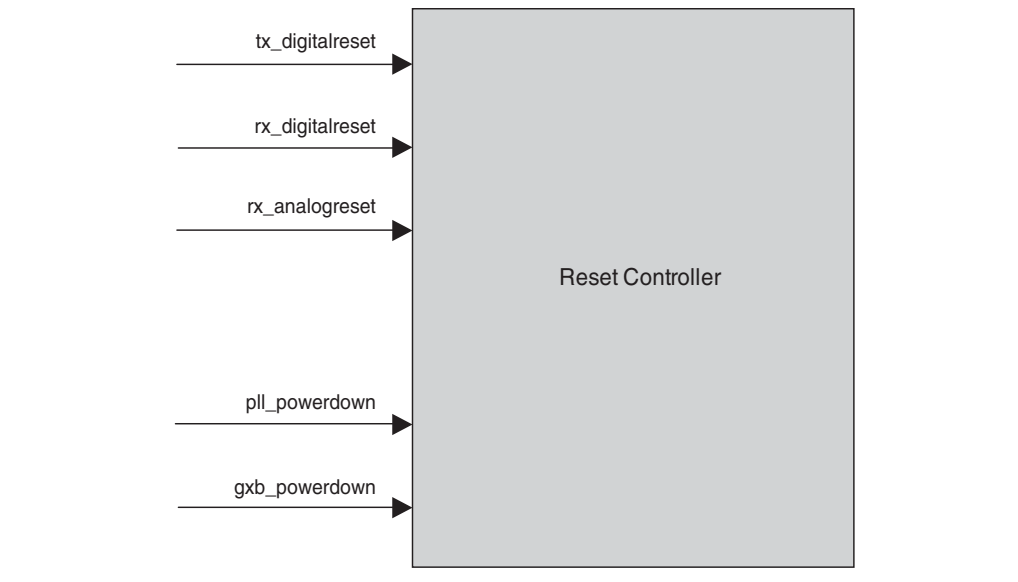 tx_digitalreset
rx_digitalreset
rx_analogreset
Reset Controller
pll_powerdown
gxb_powerdown